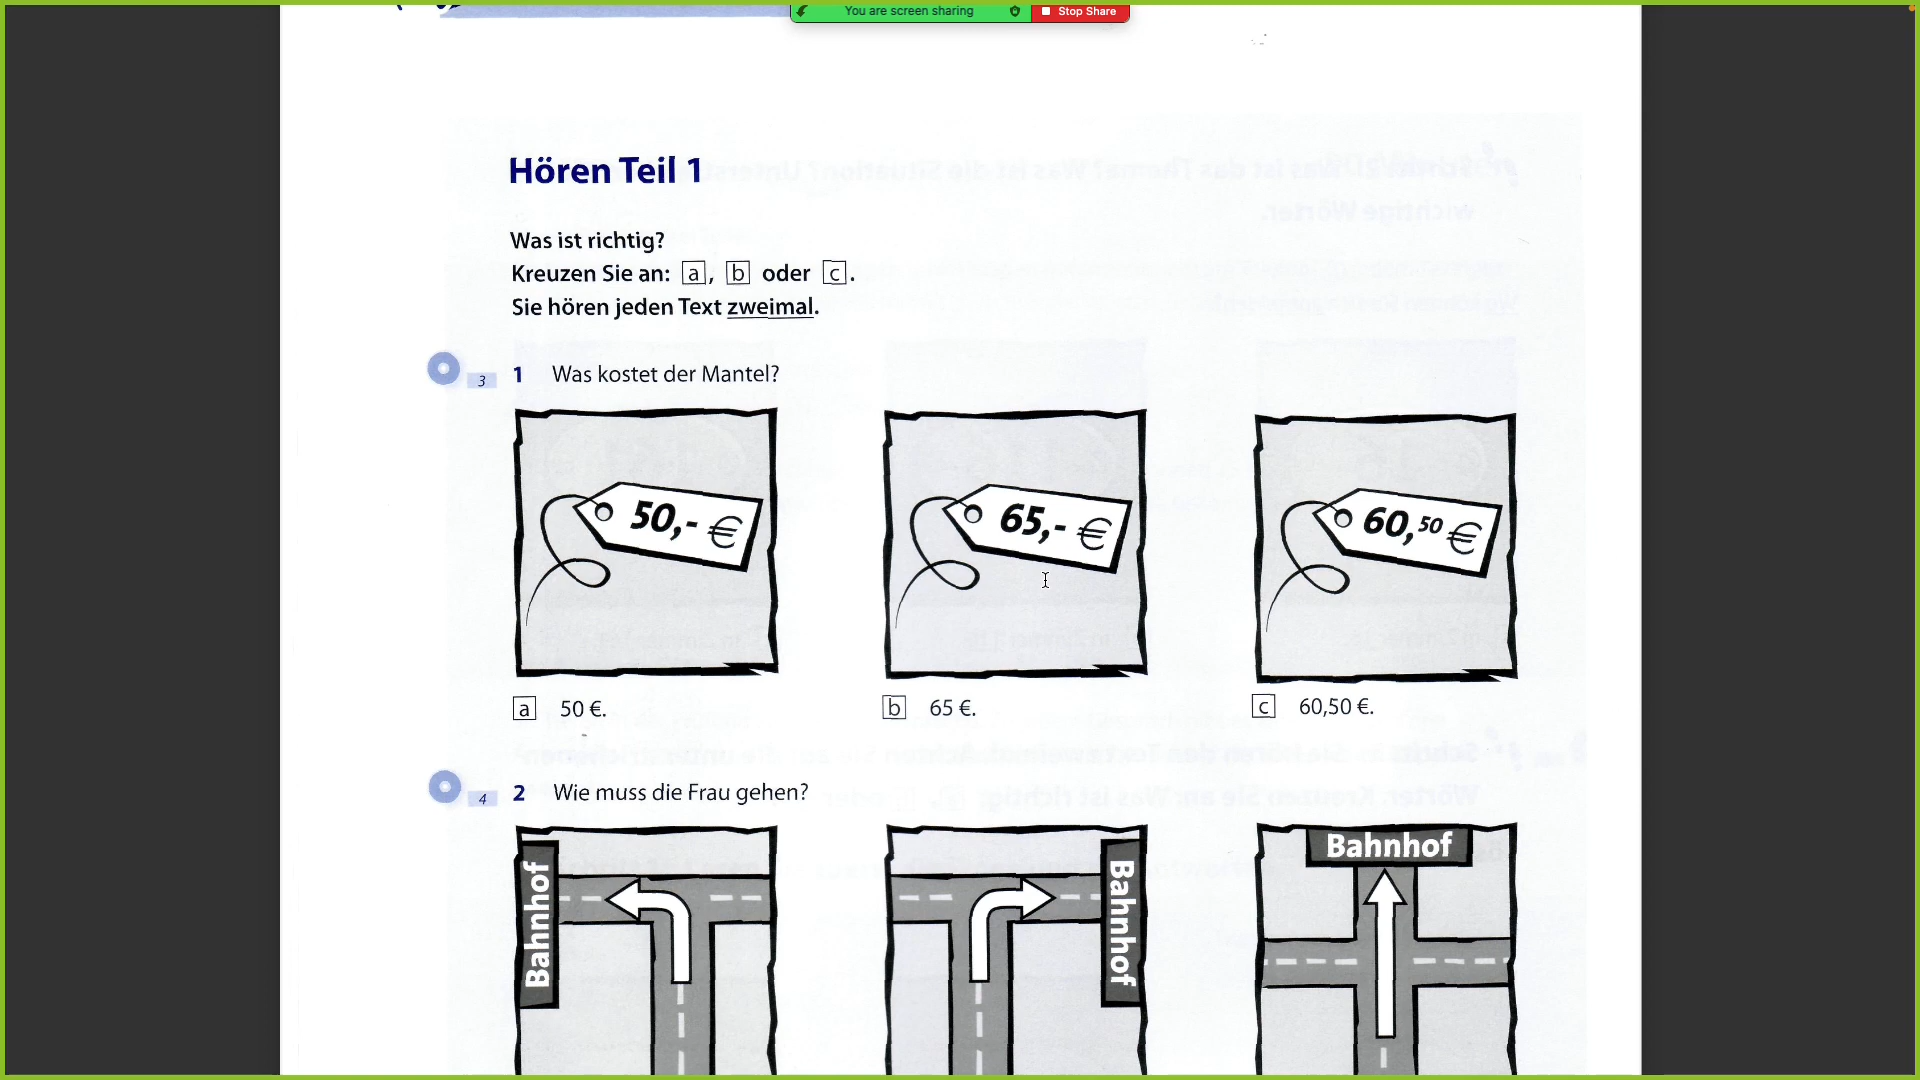 You are screen sharing
Stop Share
Hören Teil 1
Was ist richtig?
Kreuzen Sie an: a, b oder c.
Sie hören jeden Text zweimal.
3 1 Was kostet der Mantel?
50,- €
65,- €
60,50 €
a 50 €.
b 65 €.
c 60,50 €.
4 2 Wie muss die Frau gehen?
Bahnhof
Bahnhof
Bahnhof